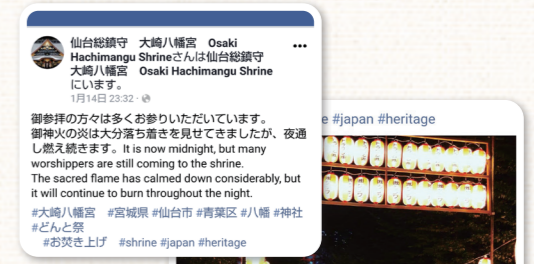 仙台総鎮守　大崎八幡宮　Osaki
Hachimangu Shrineさんは仙台総鎮守
大崎八幡宮　Osaki Hachimangu Shrine
にいます。
1月14日 23:32
御参拝の方々は多くお参りいただいています。
御神火の炎は大分落ち着きを見せてきましたが、夜通
し燃え続きます。It is now midnight, but many
worshippers are still coming to the shrine.
The sacred flame has calmed down considerably, but
it will continue to burn throughout the night.
#大崎八幡宮　#宮城県 #仙台市 #青葉区 #八幡 #神社
#どんと祭
#お焚き上げ　#shrine #japan #heritage
e #japan #heritage